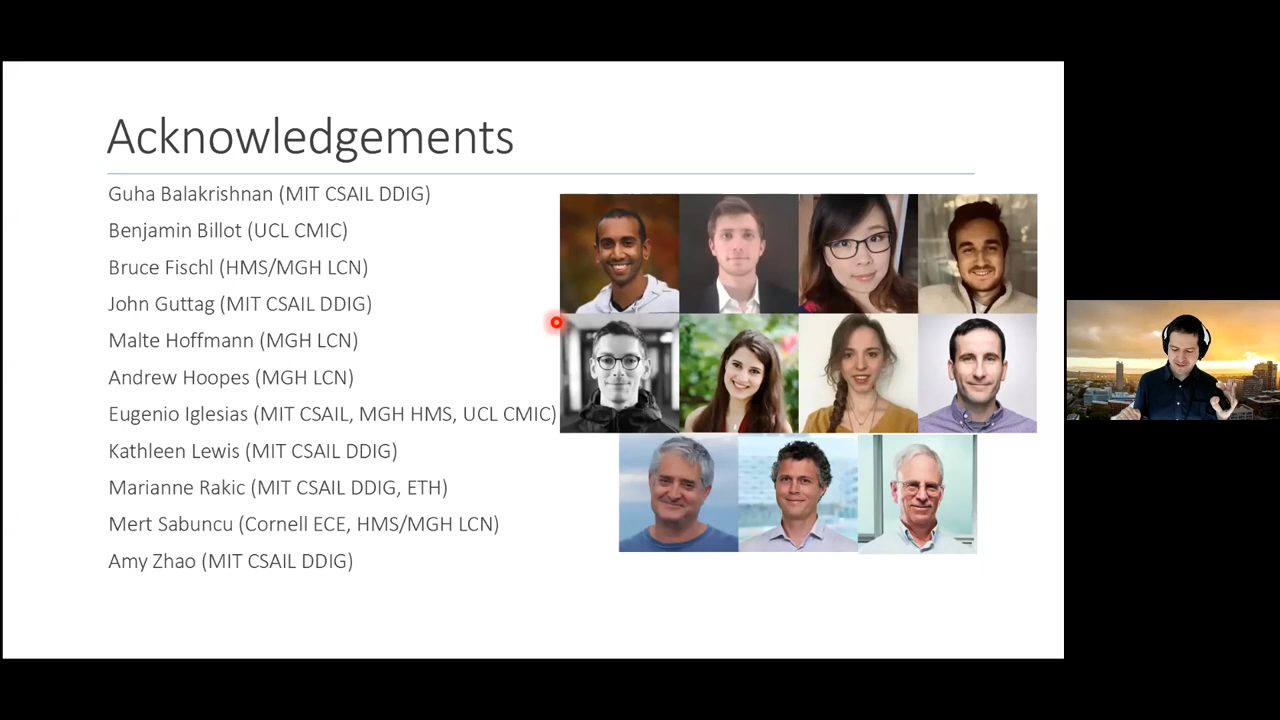 Acknowledgements
Guha Balakrishnan (MIT CSAIL DDIG)
Benjamin Billot (UCL CMIC)
Bruce Fischl (HMS/MGH LCN)
John Guttag (MIT CSAIL DDIG)
Malte Hoffmann (MGH LCN)
Andrew Hoopes (MGH LCN)
Eugenio Iglesias (MIT CSAIL, MGH HMS, UCL CMIC)
Kathleen Lewis (MIT CSAIL DDIG)
Marianne Rakic (MIT CSAIL DDIG, ETH)
Mert Sabuncu (Cornell ECE, HMS/MGH LCN)
Amy Zhao (MIT CSAIL DDIG)